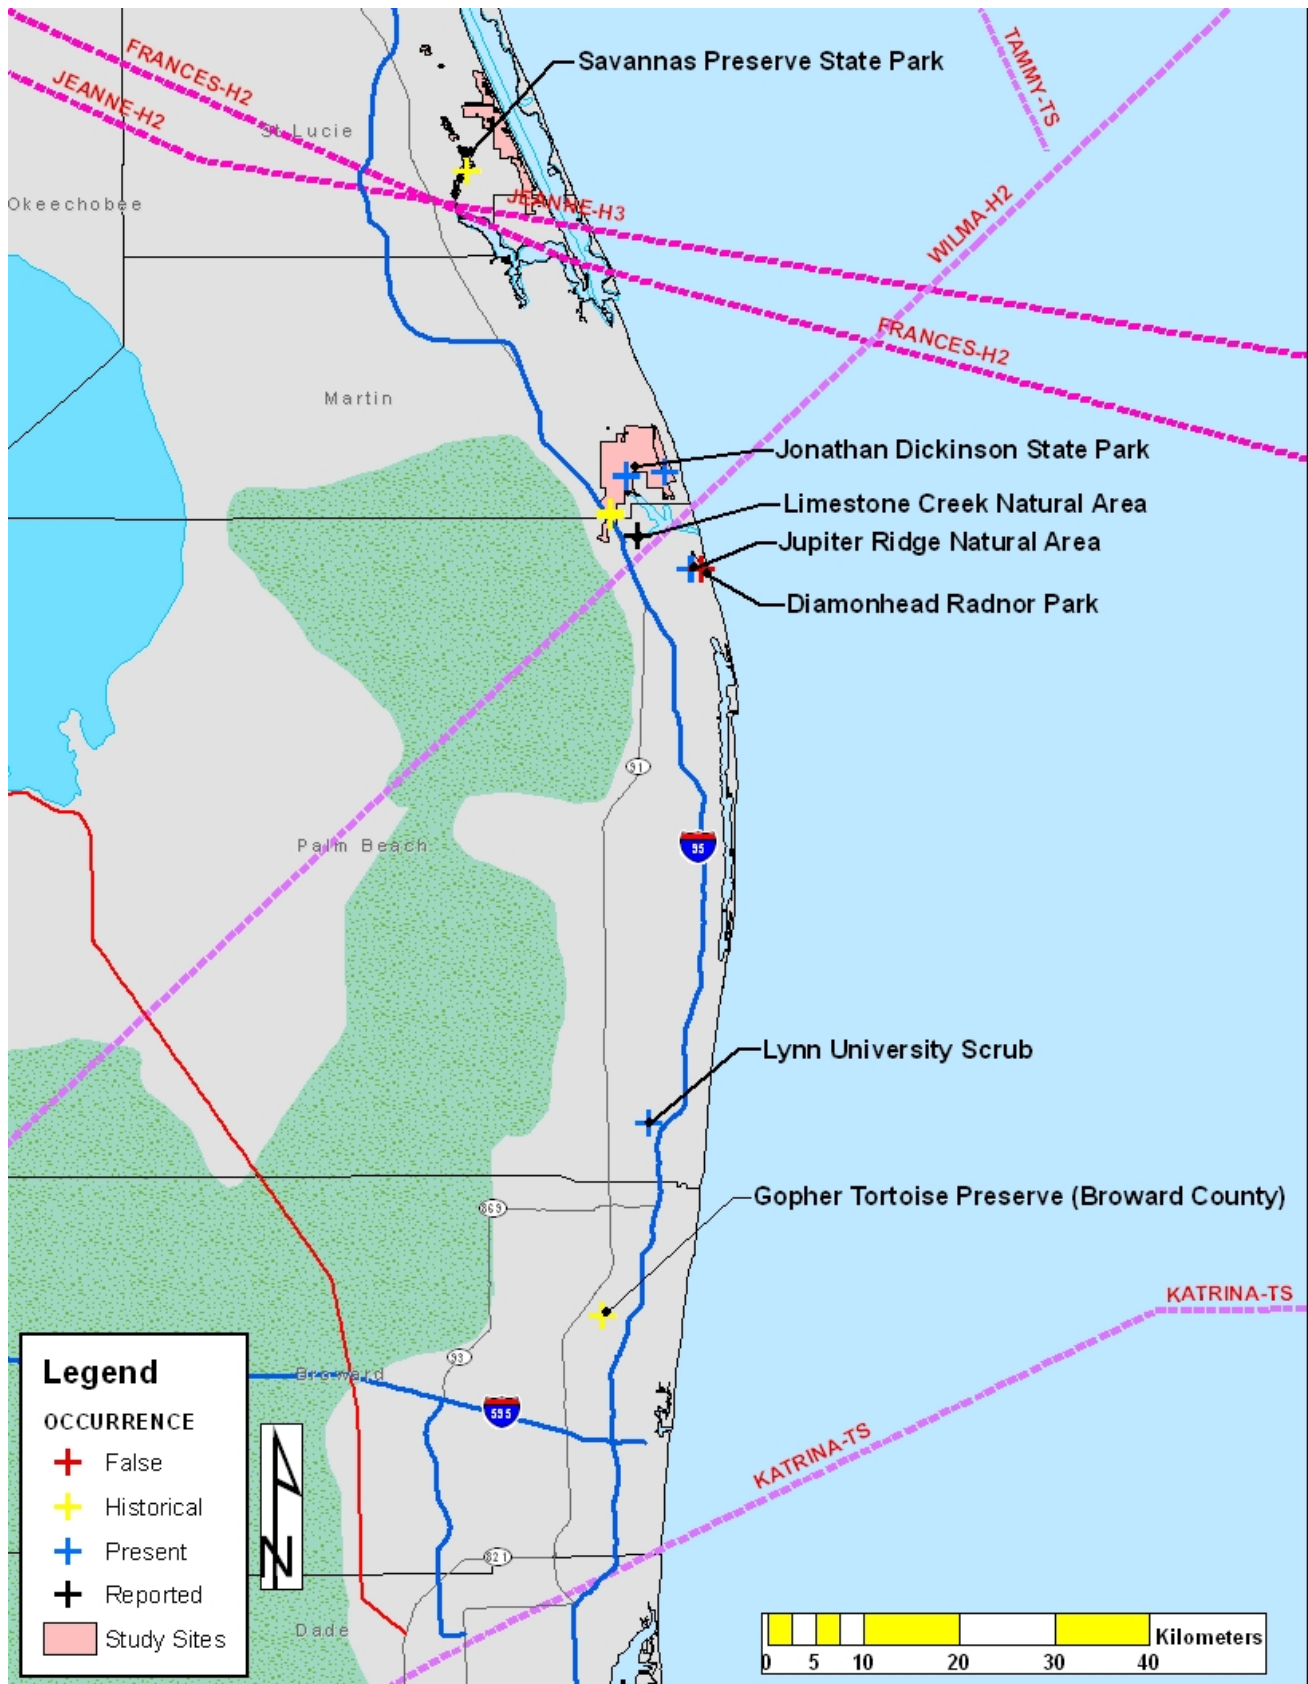 Savannas Preserve State Park
TAMMY-TS
FRANCES-H2
JEANNE-H2
St Lucie
Okeechobee
JEANNE-H3
WILMA-H2
FRANCES-H2
Martin
Jonathan Dickinson State Park
Limestone Creek Natural Area
Jupiter Ridge Natural Area
Diamonhead Radnor Park
91
Palm Beach
95
Lynn University Scrub
Gopher Tortoise Preserve (Broward County)
869
KATRINA-TS
93
Broward
595
KATRINA-TS
821
Dade
Legend
OCCURRENCE
False
Historical
Present
Reported
Study Sites
N
Kilometers
0 5 10 20 30 40